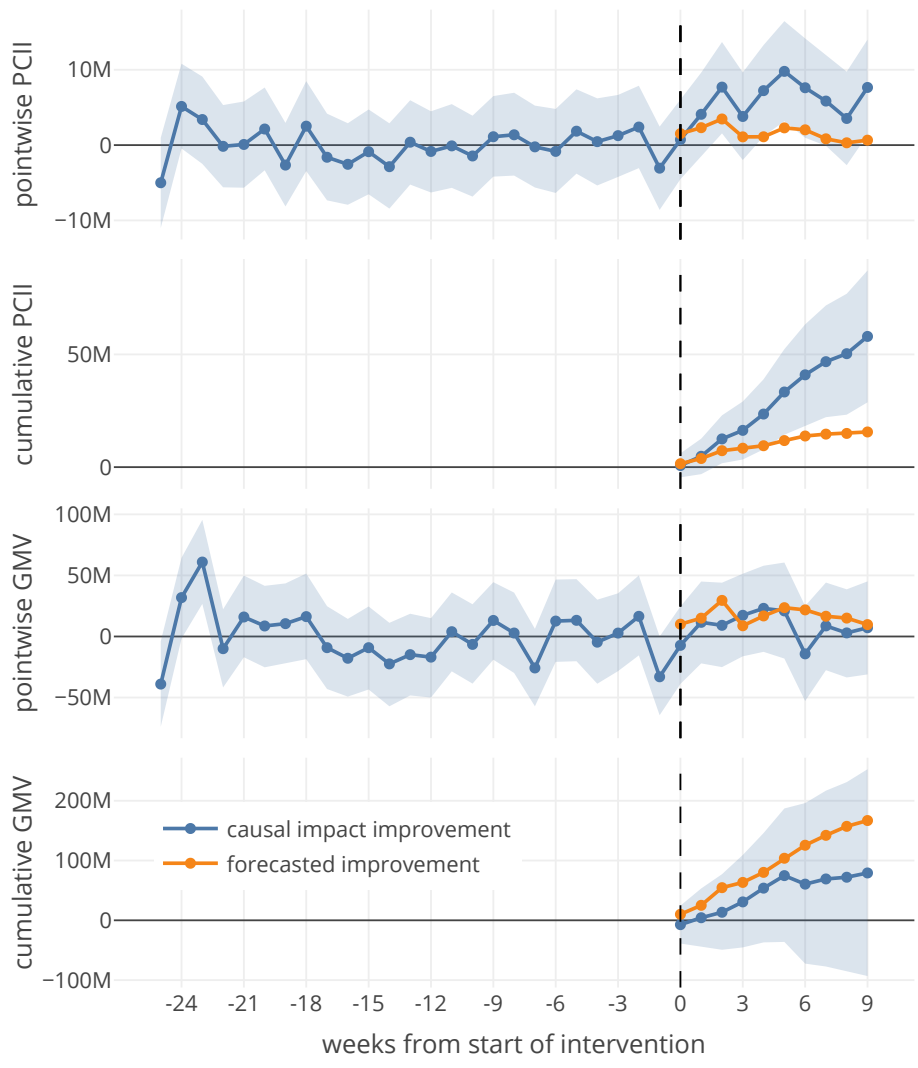 pointwise PCII
10M
0
−10M
cumulative PCII
50M
0
pointwise GMV
100M
50M
0
−50M
cumulative GMV
200M
100M
0
−100M
causal impact improvement
forecasted improvement
-24 -21 -18 -15 -12 -9 -6 -3 0 3 6 9
weeks from start of intervention